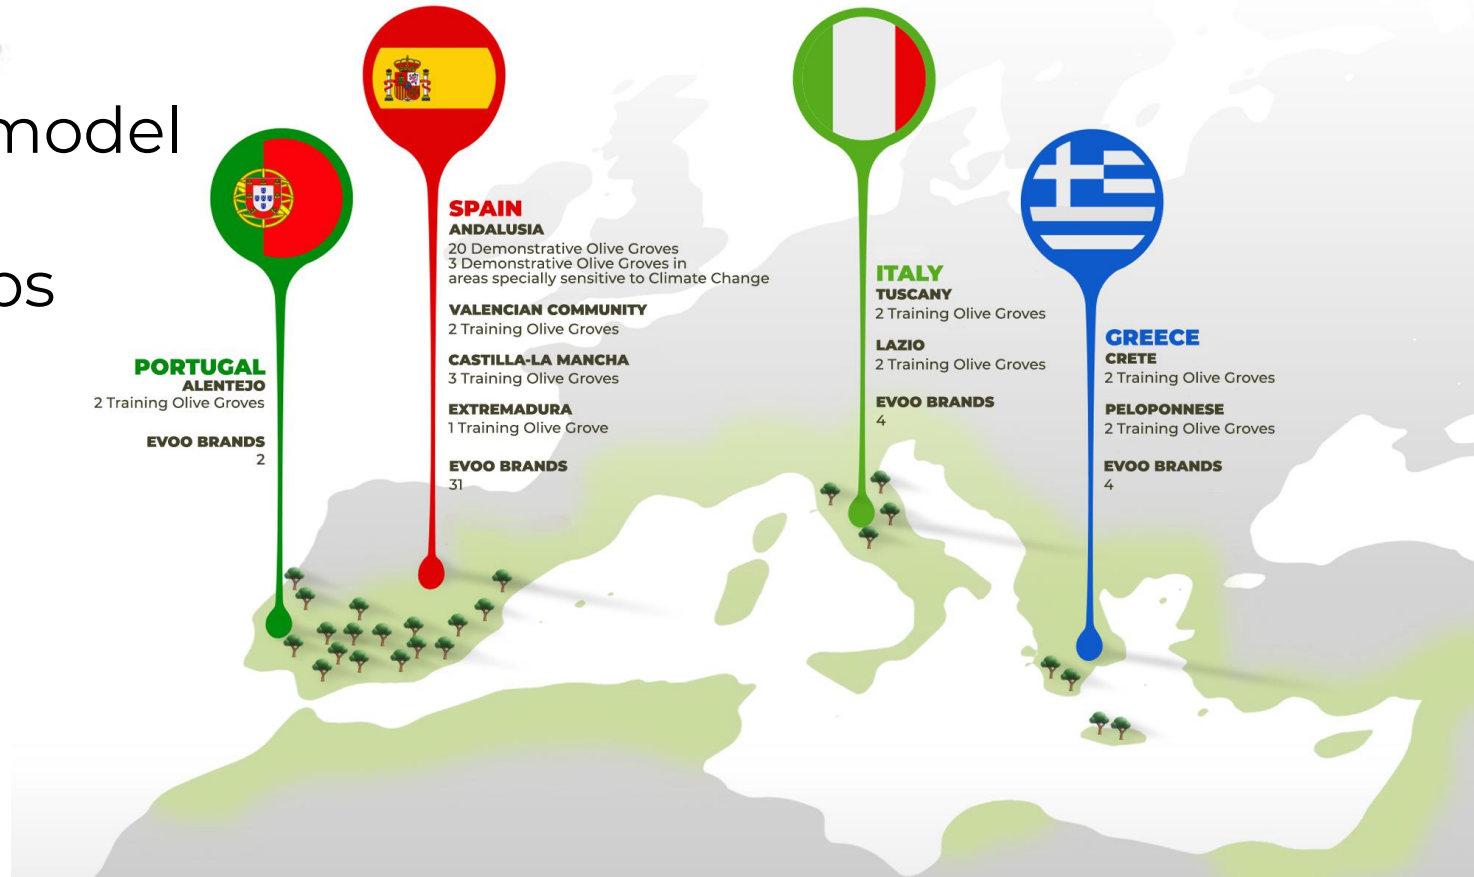 model
os
PORTUGAL
ALENTEJO
2 Training Olive Groves
EVOO BRANDS
2
SPAIN
ANDALUSIA
20 Demonstrative Olive Groves
3 Demonstrative Olive Groves in
areas specially sensitive to Climate Change
VALENCIAN COMMUNITY
2 Training Olive Groves
CASTILLA-LA MANCHA
3 Training Olive Groves
EXTREMADURA
1 Training Olive Grove
EVOO BRANDS
31
ITALY
TUSCANY
2 Training Olive Groves
LAZIO
2 Training Olive Groves
EVOO BRANDS
4
GREECE
CRETE
2 Training Olive Groves
PELOPONNESE
2 Training Olive Groves
EVOO BRANDS
4